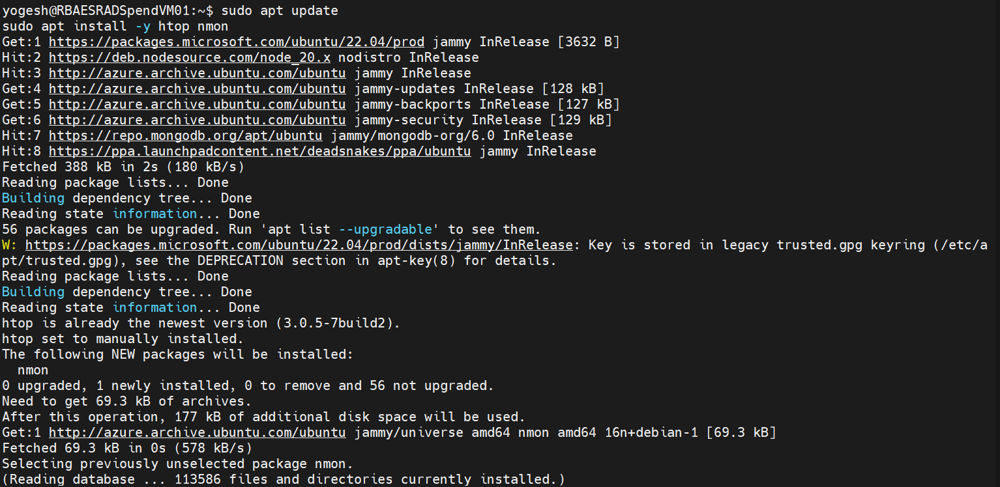 yogesh@RBAESRADSpendVM01:~$ sudo apt update
sudo apt install -y htop nmon
Get:1 https://packages.microsoft.com/ubuntu/22.04/prod jammy InRelease [3632 B]
Hit:2 https://deb.nodesource.com/node_20.x nodistro InRelease
Hit:3 http://azure.archive.ubuntu.com/ubuntu jammy InRelease
Get:4 http://azure.archive.ubuntu.com/ubuntu jammy-updates InRelease [128 kB]
Get:5 http://azure.archive.ubuntu.com/ubuntu jammy-backports InRelease [127 kB]
Get:6 http://azure.archive.ubuntu.com/ubuntu jammy-security InRelease [129 kB]
Hit:7 https://repo.mongodb.org/apt/ubuntu jammy/mongodb-org/6.0 InRelease
Hit:8 https://ppa.launchpadcontent.net/deadsnakes/ppa/ubuntu jammy InRelease
Fetched 388 kB in 2s (180 kB/s)
Reading package lists... Done
Building dependency tree... Done
Reading state information... Done
56 packages can be upgraded. Run 'apt list --upgradable' to see them.
W: https://packages.microsoft.com/ubuntu/22.04/prod/dists/jammy/InRelease: Key is stored in legacy trusted.gpg keyring (/etc/a
pt/trusted.gpg), see the DEPRECATION section in apt-key(8) for details.
Reading package lists... Done
Building dependency tree... Done
Reading state information... Done
htop is already the newest version (3.0.5-7build2).
htop set to manually installed.
The following NEW packages will be installed:
  nmon
0 upgraded, 1 newly installed, 0 to remove and 56 not upgraded.
Need to get 69.3 kB of archives.
After this operation, 177 kB of additional disk space will be used.
Get:1 http://azure.archive.ubuntu.com/ubuntu jammy/universe amd64 nmon amd64 16n+debian-1 [69.3 kB]
Fetched 69.3 kB in 0s (578 kB/s)
Selecting previously unselected package nmon.
(Reading database ... 113586 files and directories currently installed.)